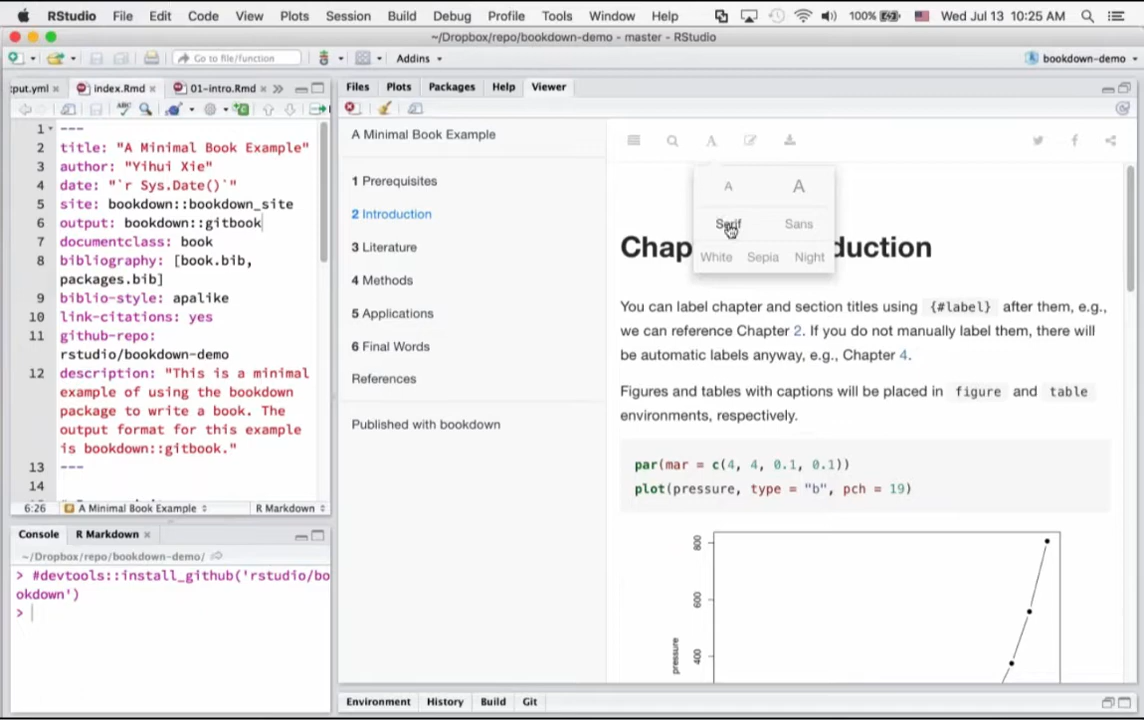 RStudio File Edit Code View Plots Session Build Debug Profile Tools Window Help 100% Wed Jul 13 10:25 AM
~/Dropbox/repo/bookdown-demo - master - RStudio
Go to file/function Addins bookdown-demo
put.yml index.Rmd 01-intro.Rmd
Files Plots Packages Help Viewer
1 ---
2 title: "A Minimal Book Example"
3 author: "Yihui Xie"
4 date: "`r Sys.Date()`"
5 site: bookdown::bookdown_site
6 output: bookdown::gitbook
7 documentclass: book
8 bibliography: [book.bib,
packages.bib]
9 biblio-style: apalike
10 link-citations: yes
11 github-repo:
rstudio/bookdown-demo
12 description: "This is a minimal
example of using the bookdown
package to write a book. The
output format for this example
is bookdown::gitbook."
13 ---
14
6:26 A Minimal Book Example R Markdown
Console R Markdown
~/Dropbox/repo/bookdown-demo/
> #devtools::install_github('rstudio/bo
okdown')
>
A Minimal Book Example
1 Prerequisites
2 Introduction
3 Literature
4 Methods
5 Applications
6 Final Words
References
Published with bookdown
A
A A
Serif Sans
White Sepia Night
Chap duction
You can label chapter and section titles using {#label} after them, e.g.,
we can reference Chapter 2. If you do not manually label them, there will
be automatic labels anyway, e.g., Chapter 4.
Figures and tables with captions will be placed in figure and table
environments, respectively.
par(mar = c(4, 4, 0.1, 0.1))
plot(pressure, type = "b", pch = 19)
800
600
400
pressure
Environment History Build Git